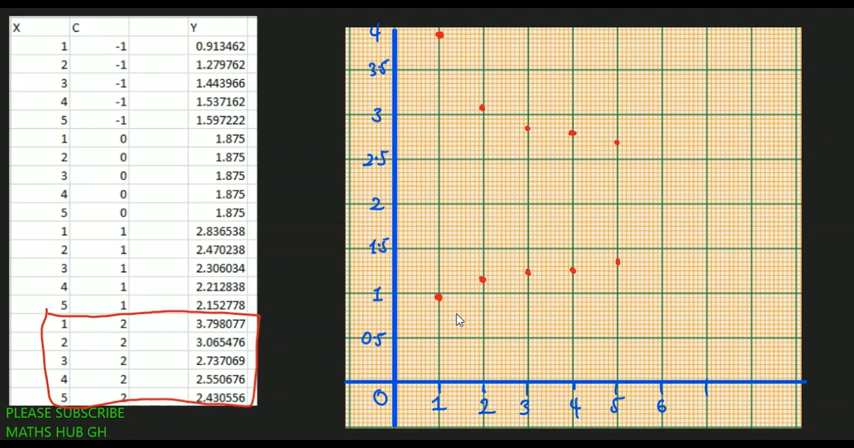 X C Y
1 -1 0.913462
2 -1 1.279762
3 -1 1.443966
4 -1 1.537162
5 -1 1.597222
1 0 1.875
2 0 1.875
3 0 1.875
4 0 1.875
5 0 1.875
1 1 2.836538
2 1 2.470238
3 1 2.306034
4 1 2.212838
5 1 2.152778
1 2 3.798077
2 2 3.065476
3 2 2.737069
4 2 2.550676
5 2 2.430556
PLEASE SUBSCRIBE
MATHS HUB GH
4
3.5
3
2.5
2
1.5
1
0.5
0 1 2 3 4 5 6